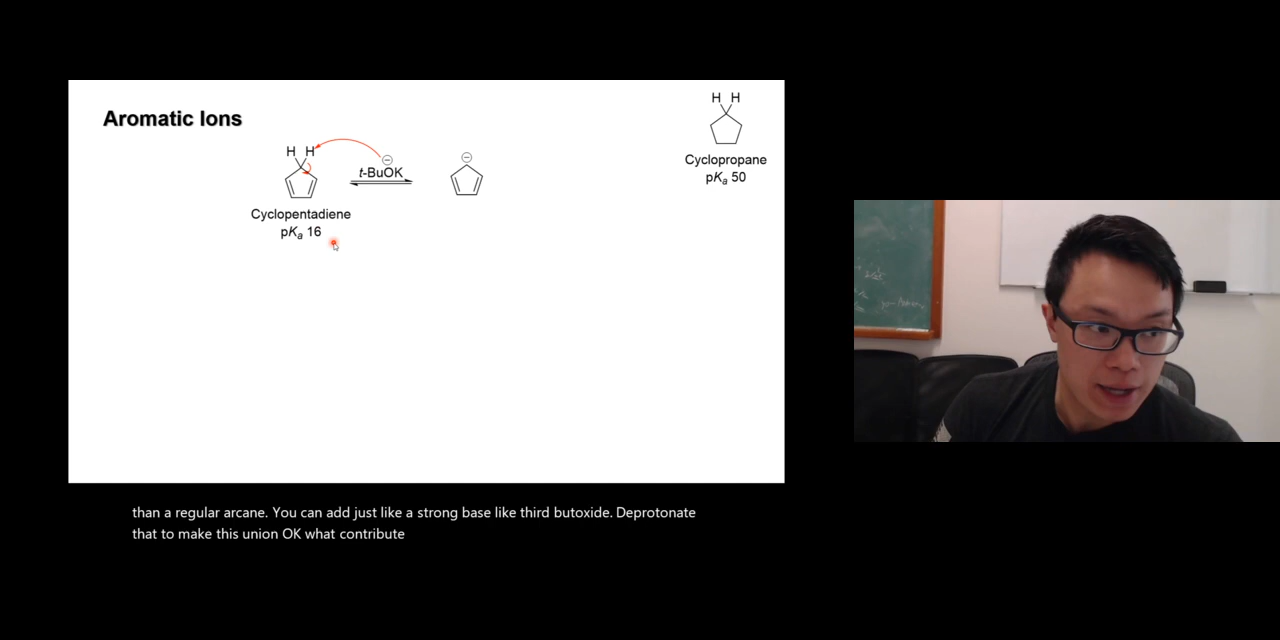 Aromatic Ions
H H
t-BuOK
Cyclopentadiene
pKa 16
H H
Cyclopropane
pKa 50
than a regular arcane. You can add just like a strong base like third butoxide. Deprotonate
that to make this union OK what contribute